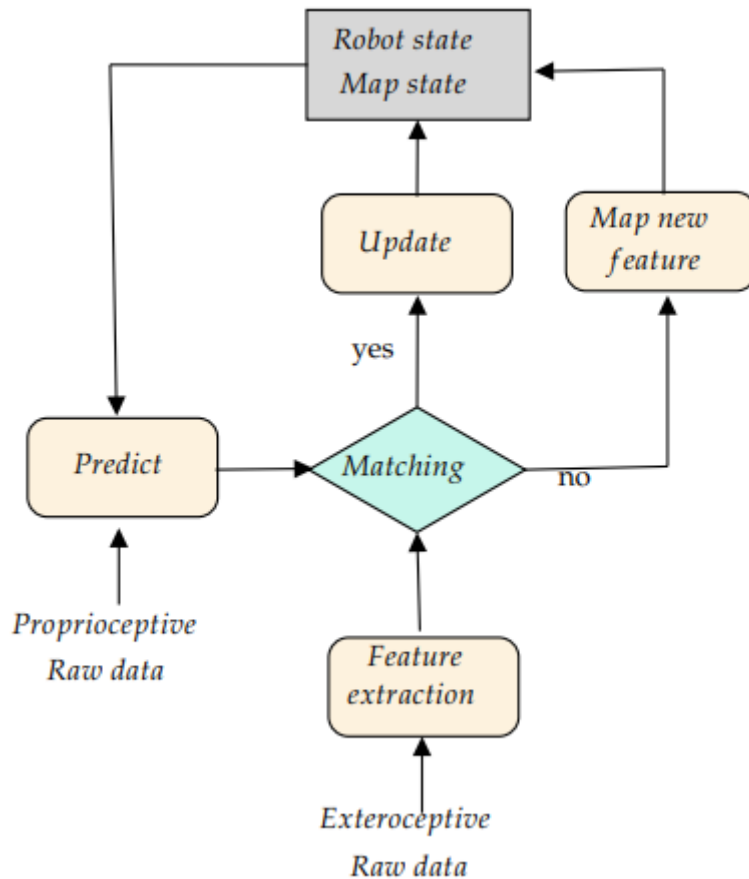 Robot state
Map state
Update
Map new
feature
yes
Predict
Matching
no
Proprioceptive
Raw data
Feature
extraction
Exteroceptive
Raw data